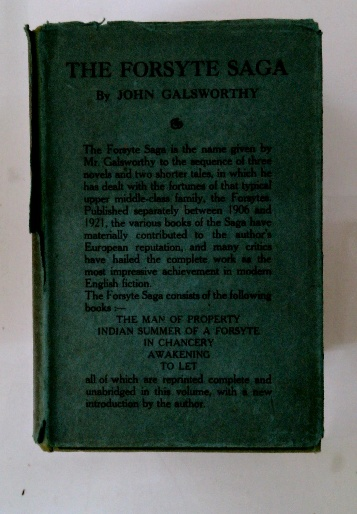 THE FORSYTE SAGA
By JOHN GALSWORTHY
The Forsyte Saga is the name given by
Mr. Galsworthy to the sequence of three
novels and two shorter tales, in which he
has dealt with the fortunes of that typical
upper middle-class family, the Forsytes.
Published separately between 1906 and
1921, the various books of the Saga have
materially contributed to the author's
European reputation, and many critics
have hailed the complete work as the
most impressive achievement in modern
English fiction.
The Forsyte Saga consists of the following
books :—
THE MAN OF PROPERTY
INDIAN SUMMER OF A FORSYTE
IN CHANCERY
AWAKENING
TO LET
all of which are reprinted complete and
unabridged in this volume, with a new
introduction by the author.